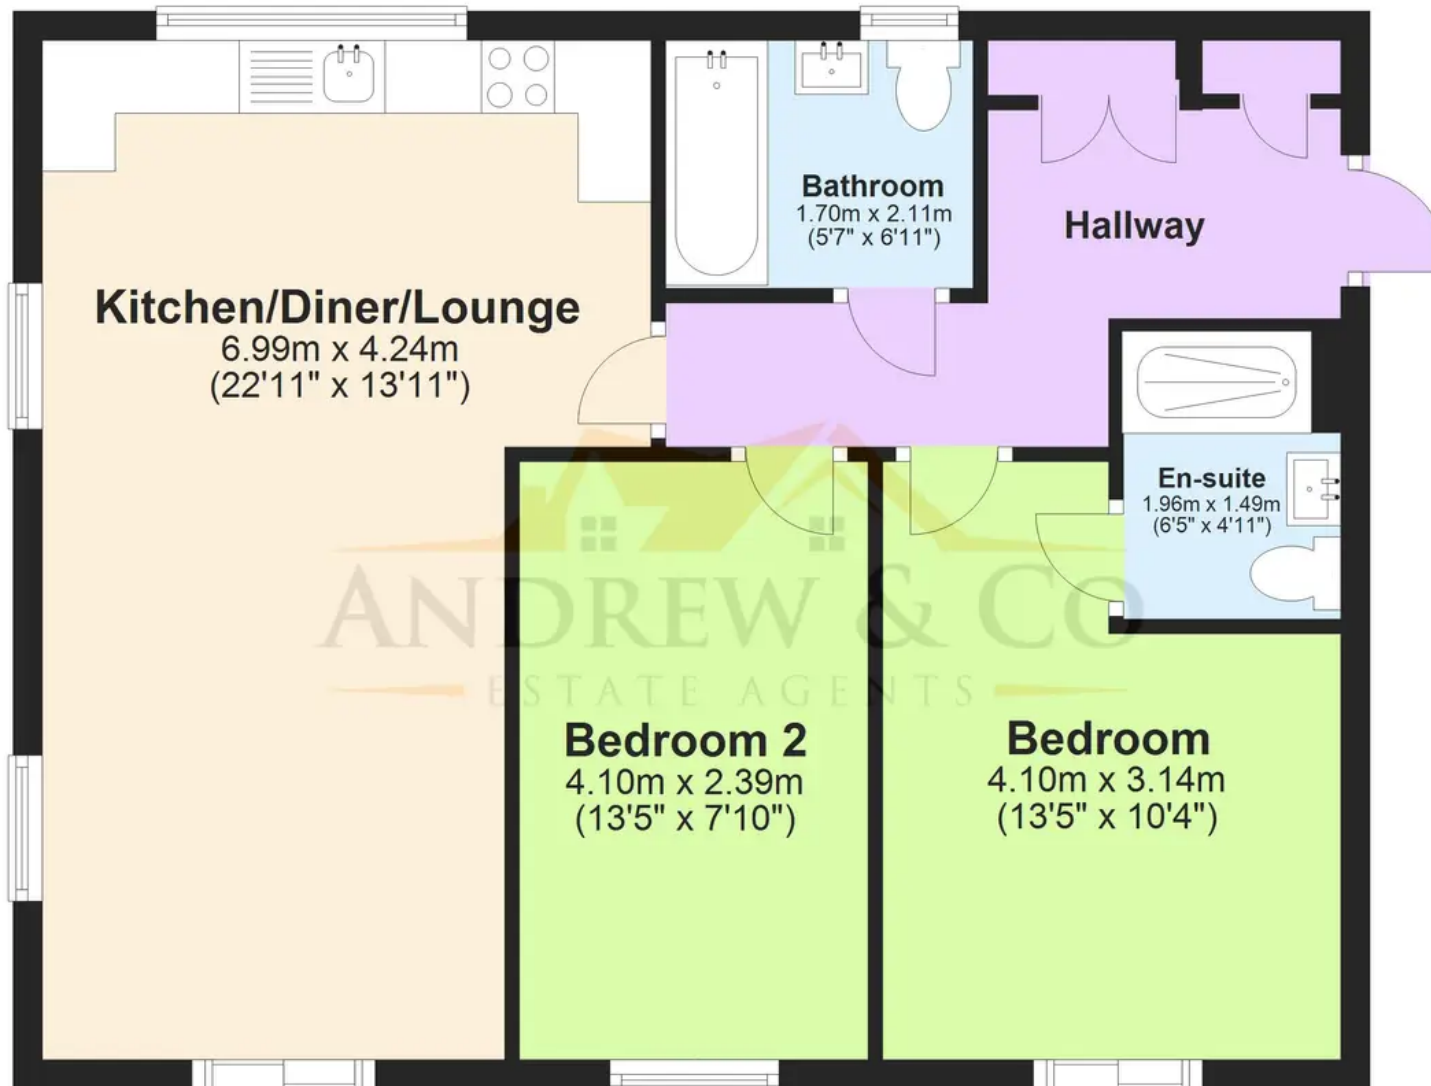 Bathroom
1.70m x 2.11m
(5'7" x 6'11")
Hallway
Kitchen/Diner/Lounge
6.99m x 4.24m
(22'11" x 13'11")
En-suite
1.96m x 1.49m
(6'5" x 4'11")
ANDREW & CO
ESTATE AGENTS
Bedroom 2
4.10m x 2.39m
(13'5" x 7'10")
Bedroom
4.10m x 3.14m
(13'5" x 10'4")